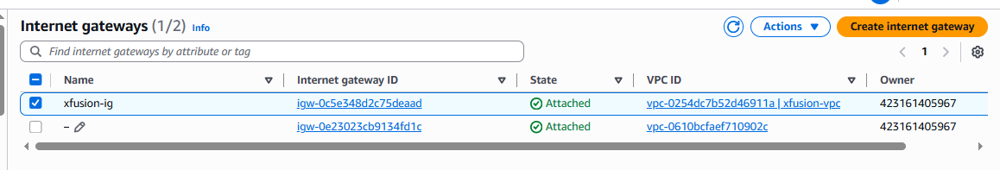 Internet gateways (1/2) Info
Actions
Create internet gateway
Find internet gateways by attribute or tag
1
Name Internet gateway ID State VPC ID Owner
xfusion-ig igw-0c5e348d2c75deaad Attached vpc-0254dc7b52d46911a | xfusion-vpc 423161405967
– igw-0e23023cb9134fd1c Attached vpc-0610bcfaef710902c 423161405967